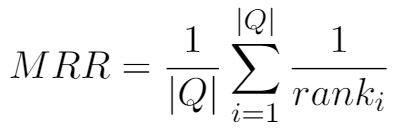 MRR = \frac{1}{|Q|} \sum_{i=1}^{|Q|} \frac{1}{rank_i}